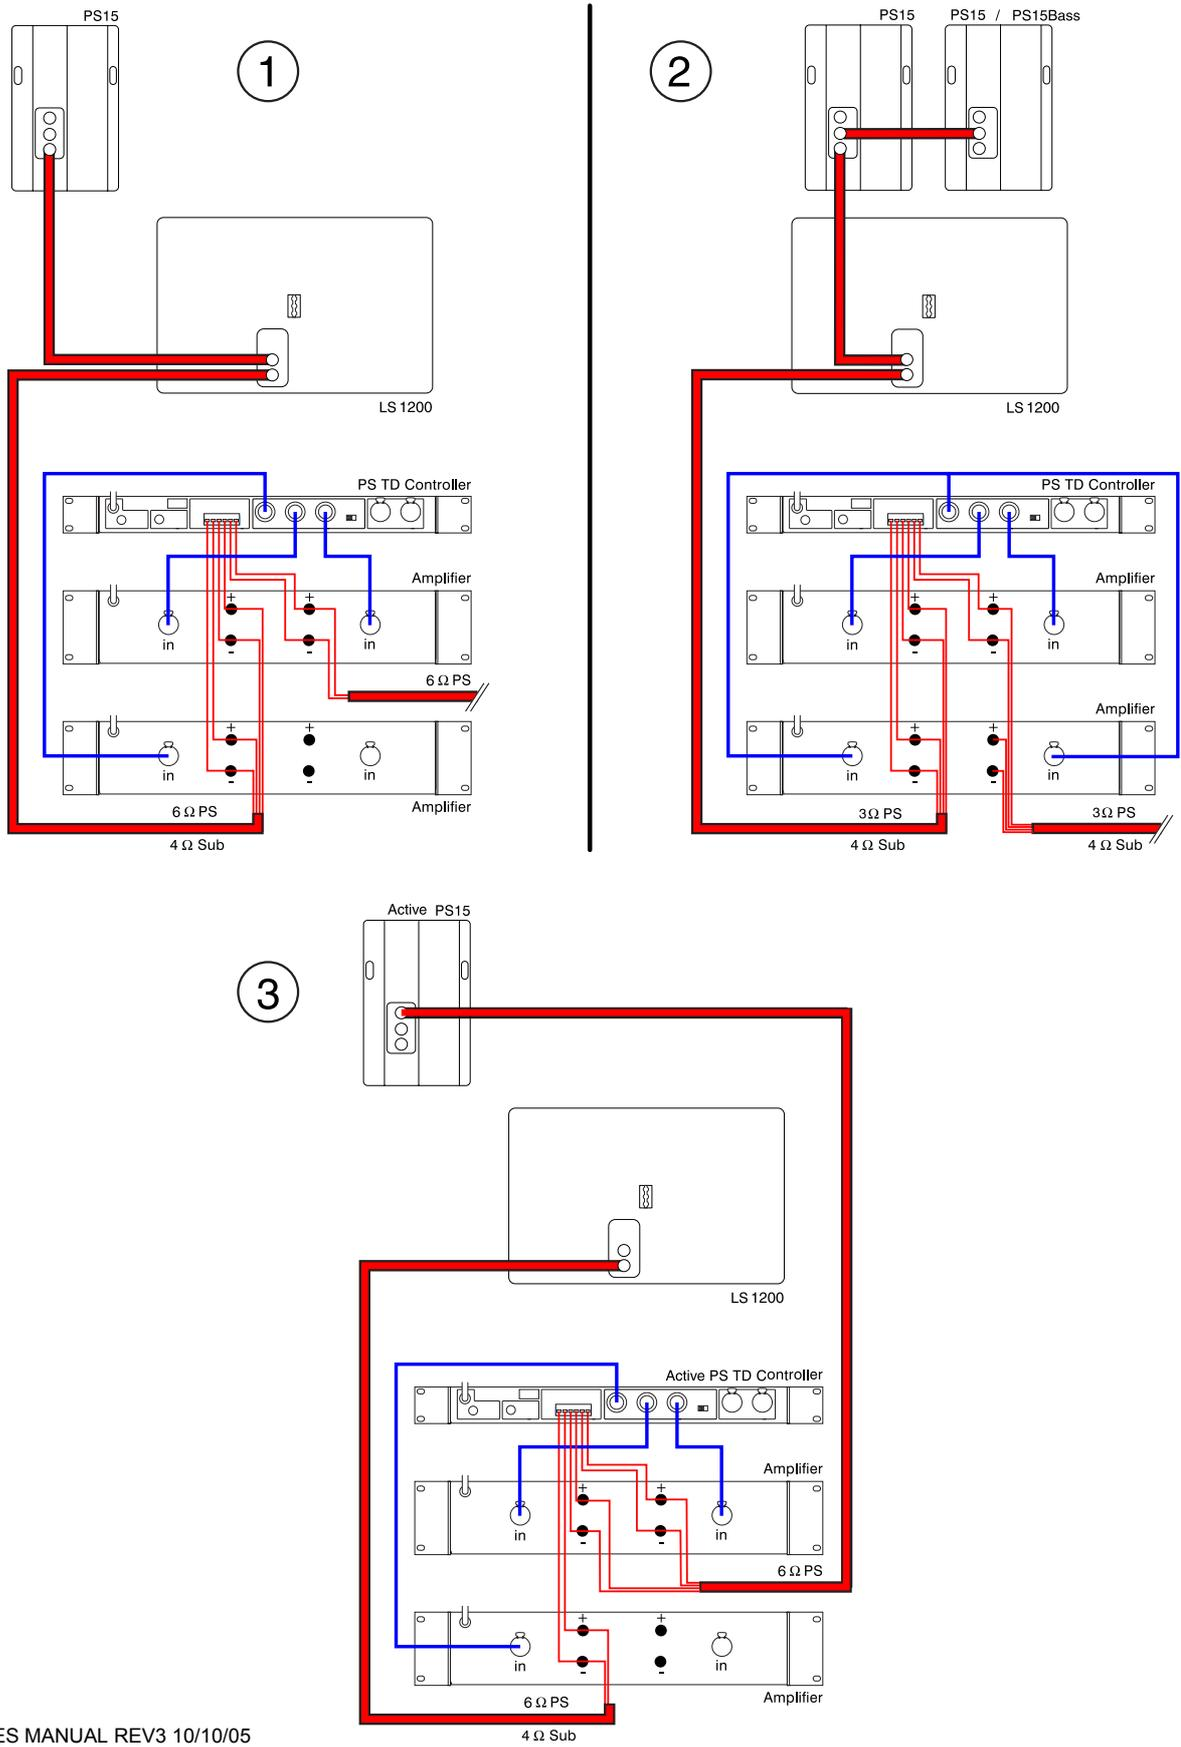 PS15
1
LS 1200
PS TD Controller
Amplifier
+ +
in - - in
6 Ω PS
+ +
in - - in
Amplifier
6 Ω PS
4 Ω Sub
2
PS15
PS15 / PS15Bass
LS 1200
PS TD Controller
Amplifier
+ +
in - - in
Amplifier
+ +
in - - in
3Ω PS
4 Ω Sub
3Ω PS
4 Ω Sub
Active PS15
3
LS 1200
Active PS TD Controller
Amplifier
+ +
in - - in
6 Ω PS
+ +
in - - in
Amplifier
6 Ω PS
4 Ω Sub
ES MANUAL REV3 10/10/05